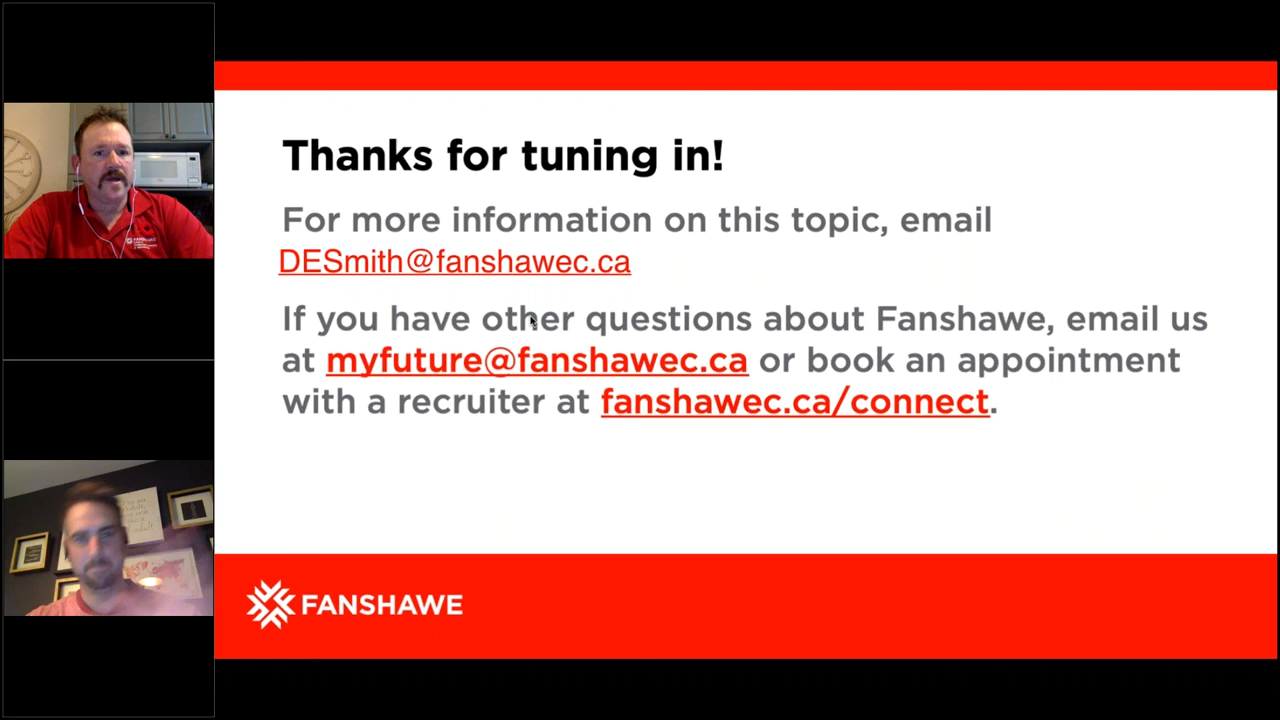 Thanks for tuning in!
For more information on this topic, email
DESmith@fanshawec.ca
If you have other questions about Fanshawe, email us
at myfuture@fanshawec.ca or book an appointment
with a recruiter at fanshawec.ca/connect.
FANSHAWE